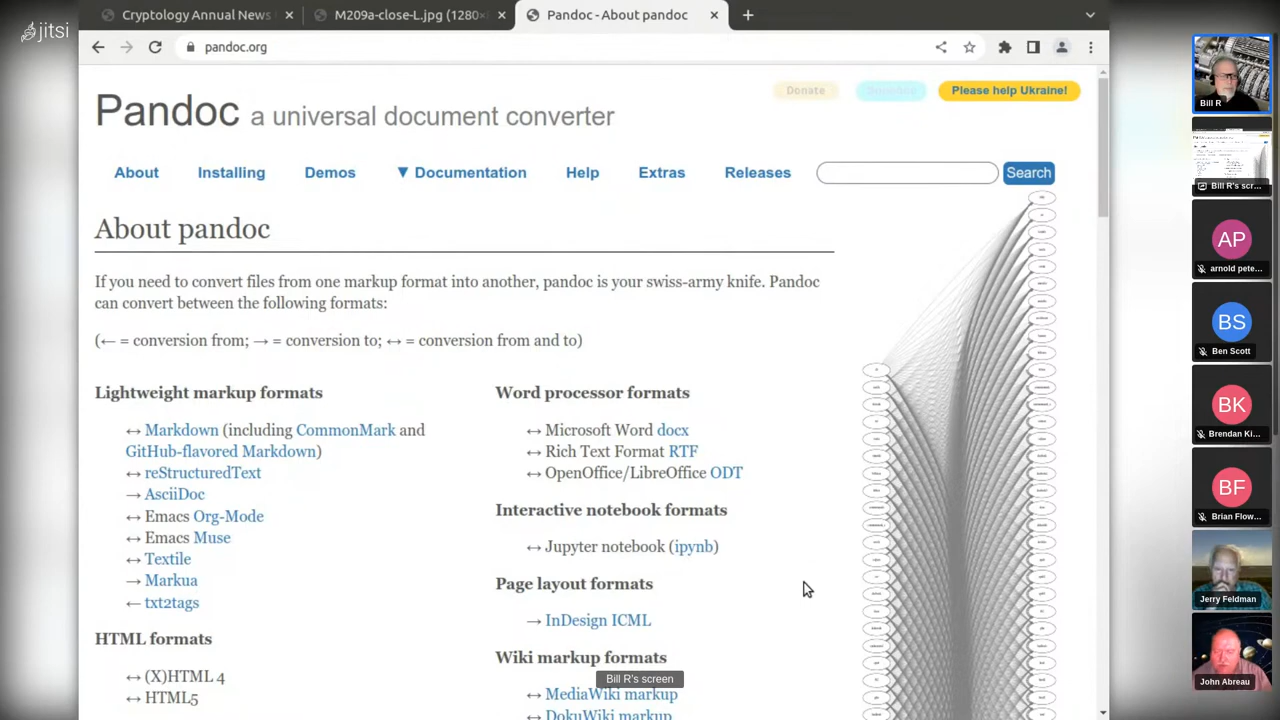 jitsi
Cryptology Annual News
M209a-close-L.jpg (1280×
Pandoc - About pandoc
pandoc.org
Donate
Please help Ukraine!
Pandoc a universal document converter
About
Installing
Demos
▼ Documentation
Help
Extras
Releases
Search
About pandoc
If you need to convert files from one markup format into another, pandoc is your swiss-army knife. Pandoc
can convert between the following formats:
(← = conversion from; → = conversion to; ↔ = conversion from and to)
Lightweight markup formats
↔ Markdown (including CommonMark and
GitHub-flavored Markdown)
↔ reStructuredText
→ AsciiDoc
↔ Emacs Org-Mode
↔ Emacs Muse
↔ Textile
→ Markua
← txt2tags
HTML formats
↔ (X)HTML 4
↔ HTML5
Word processor formats
↔ Microsoft Word docx
↔ Rich Text Format RTF
↔ OpenOffice/LibreOffice ODT
Interactive notebook formats
↔ Jupyter notebook (ipynb)
Page layout formats
→ InDesign ICML
Wiki markup formats
↔ MediaWiki markup
↔ DokuWiki markup
Bill R's screen
Bill R
Bill R's scr...
AP
arnold pete...
BS
Ben Scott
BK
Brendan Ki...
BF
Brian Flow...
Jerry Feldman
John Abreau